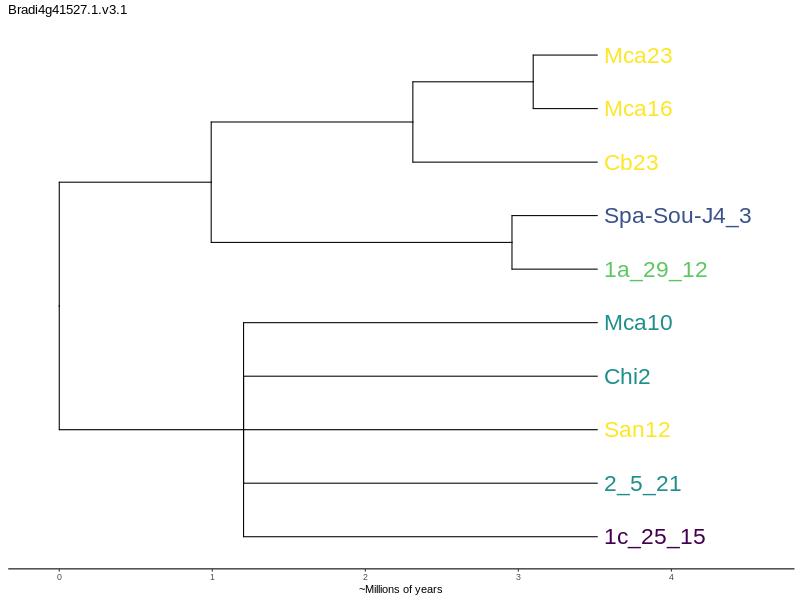 Bradi4g41527.1.v3.1
Mca23
Mca16
Cb23
Spa-Sou-J4_3
1a_29_12
Mca10
Chi2
San12
2_5_21
1c_25_15
0 1 2 3 4
~Millions of years